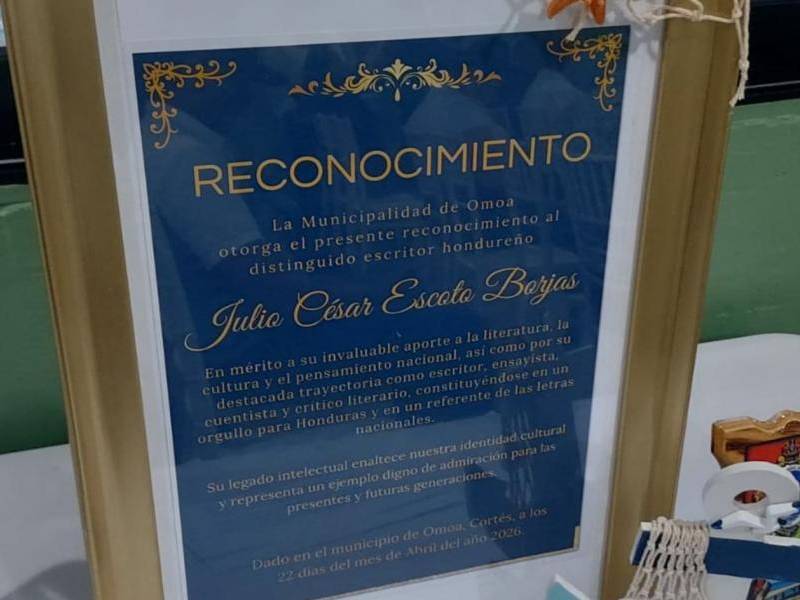 RECONOCIMIENTO
La Municipalidad de Omoa
otorga el presente reconocimiento al
distinguido escritor hondureño
Julio César Escoto Borjas
En mérito a su invaluable aporte a la literatura, la
cultura y el pensamiento nacional, así como por su
destacada trayectoria como escritor, ensayista,
cuentista y crítico literario, constituyéndose en un
orgullo para Honduras y en un referente de las letras
nacionales.
Su legado intelectual enaltece nuestra identidad cultural
y representa un ejemplo digno de admiración para las
presentes y futuras generaciones.
Dado en el municipio de Omoa, Cortés, a los
22 días del mes de Abril del año 2026.